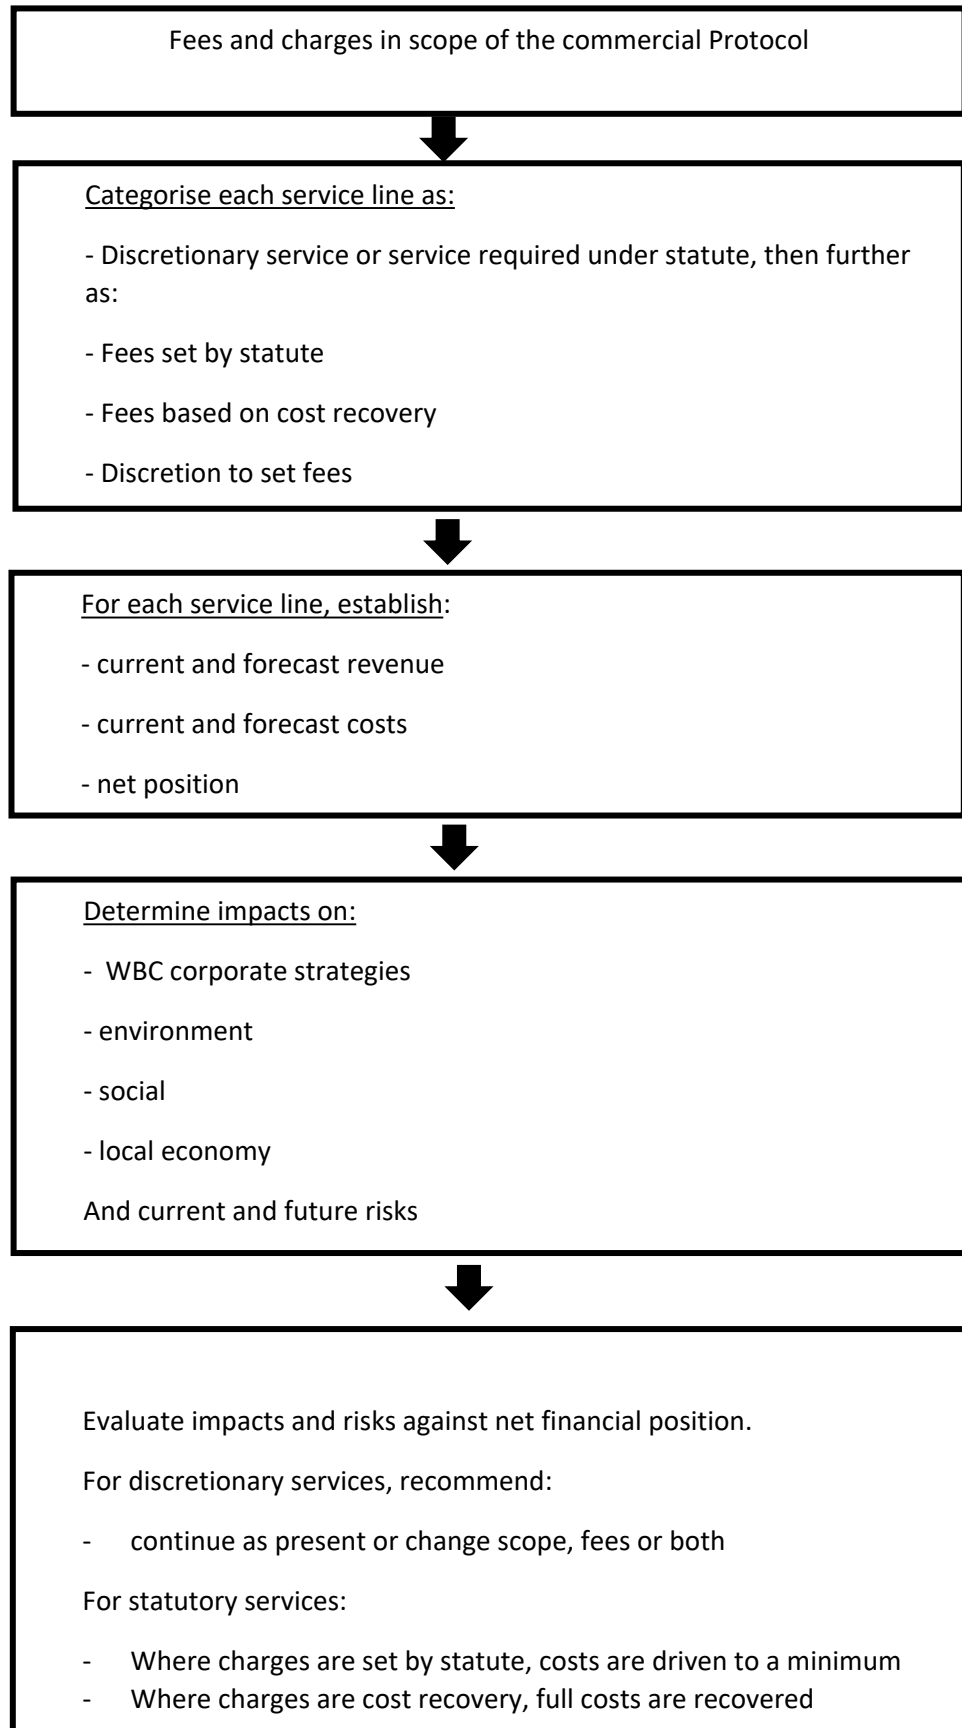 Fees and charges in scope of the commercial Protocol
Categorise each service line as:
- Discretionary service or service required under statute, then further
as:
- Fees set by statute
- Fees based on cost recovery
- Discretion to set fees
For each service line, establish:
- current and forecast revenue
- current and forecast costs
- net position
Determine impacts on:
- WBC corporate strategies
- environment
- social
- local economy
And current and future risks
Evaluate impacts and risks against net financial position.
For discretionary services, recommend:
- continue as present or change scope, fees or both
For statutory services:
- Where charges are set by statute, costs are driven to a minimum
- Where charges are cost recovery, full costs are recovered